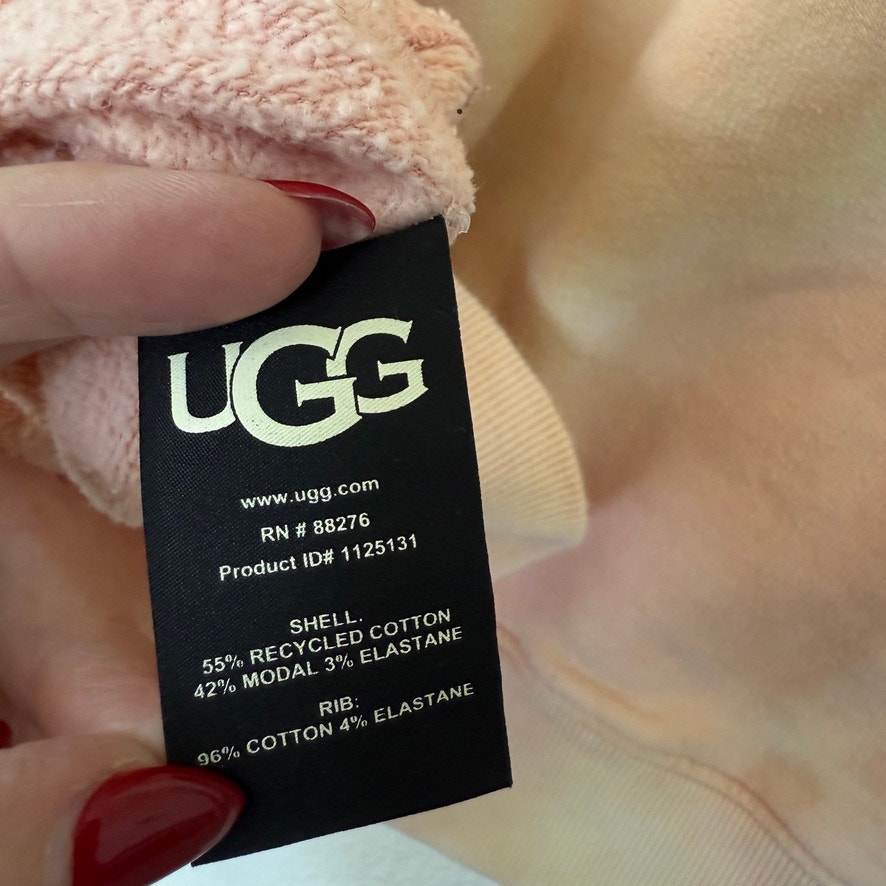 UGG
www.ugg.com
RN # 88276
Product ID# 1125131
SHELL.
55% RECYCLED COTTON
42% MODAL 3% ELASTANE
RIB:
96% COTTON 4% ELASTANE